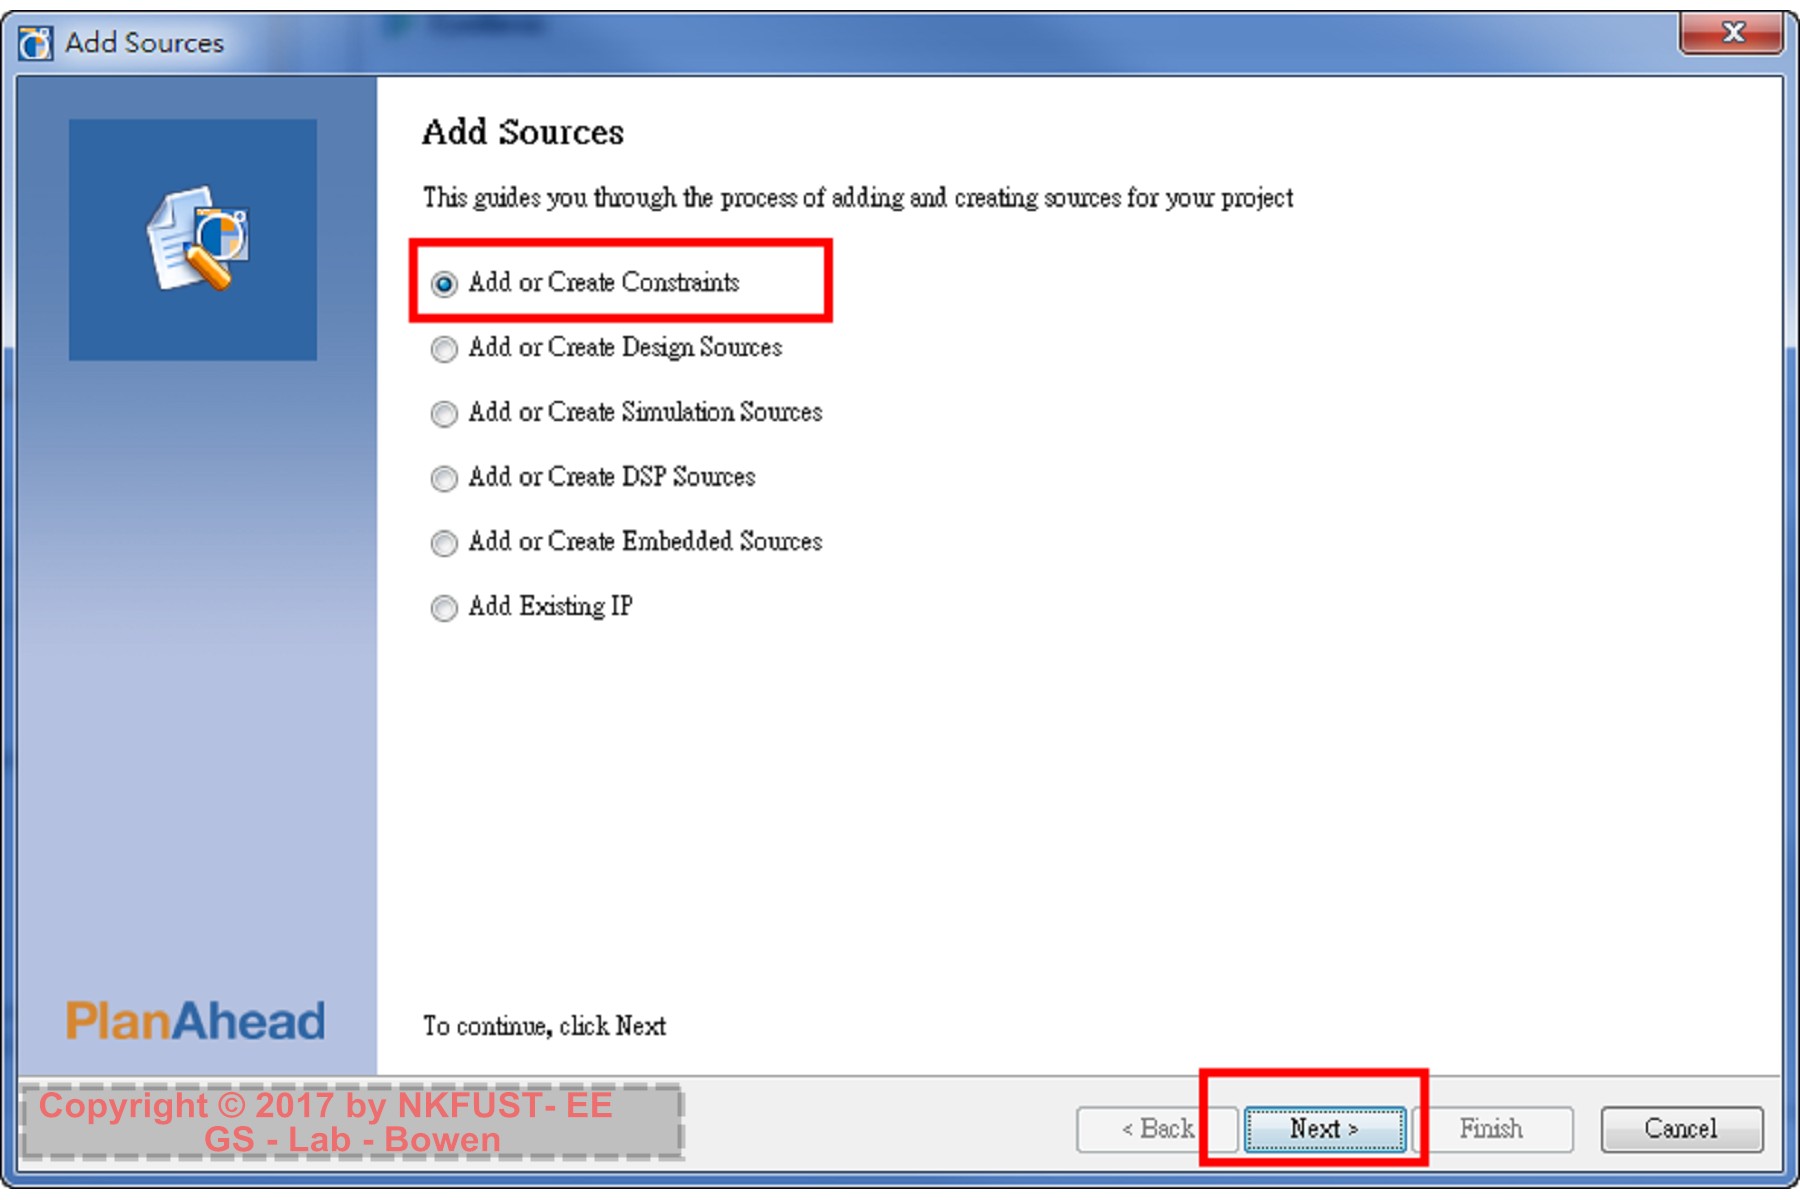 Add Sources
Add Sources
This guides you through the process of adding and creating sources for your project
Add or Create Constraints
Add or Create Design Sources
Add or Create Simulation Sources
Add or Create DSP Sources
Add or Create Embedded Sources
Add Existing IP
PlanAhead
To continue, click Next
Copyright © 2017 by NKFUST- EE
GS - Lab - Bowen
< Back
Next >
Finish
Cancel